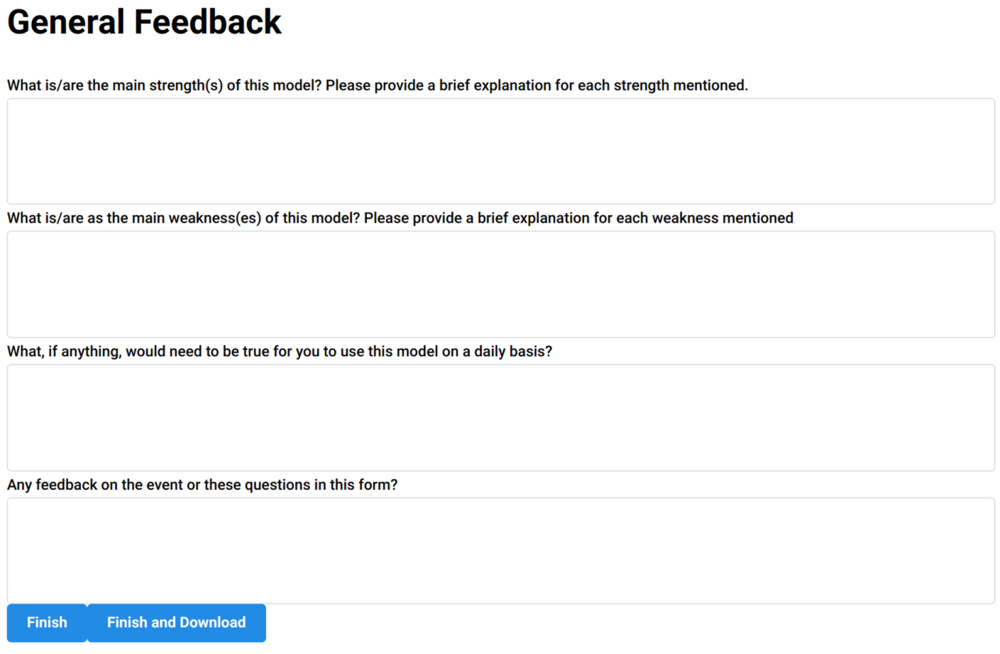 General Feedback
What is/are the main strength(s) of this model? Please provide a brief explanation for each strength mentioned.
What is/are as the main weakness(es) of this model? Please provide a brief explanation for each weakness mentioned
What, if anything, would need to be true for you to use this model on a daily basis?
Any feedback on the event or these questions in this form?
Finish Finish and Download